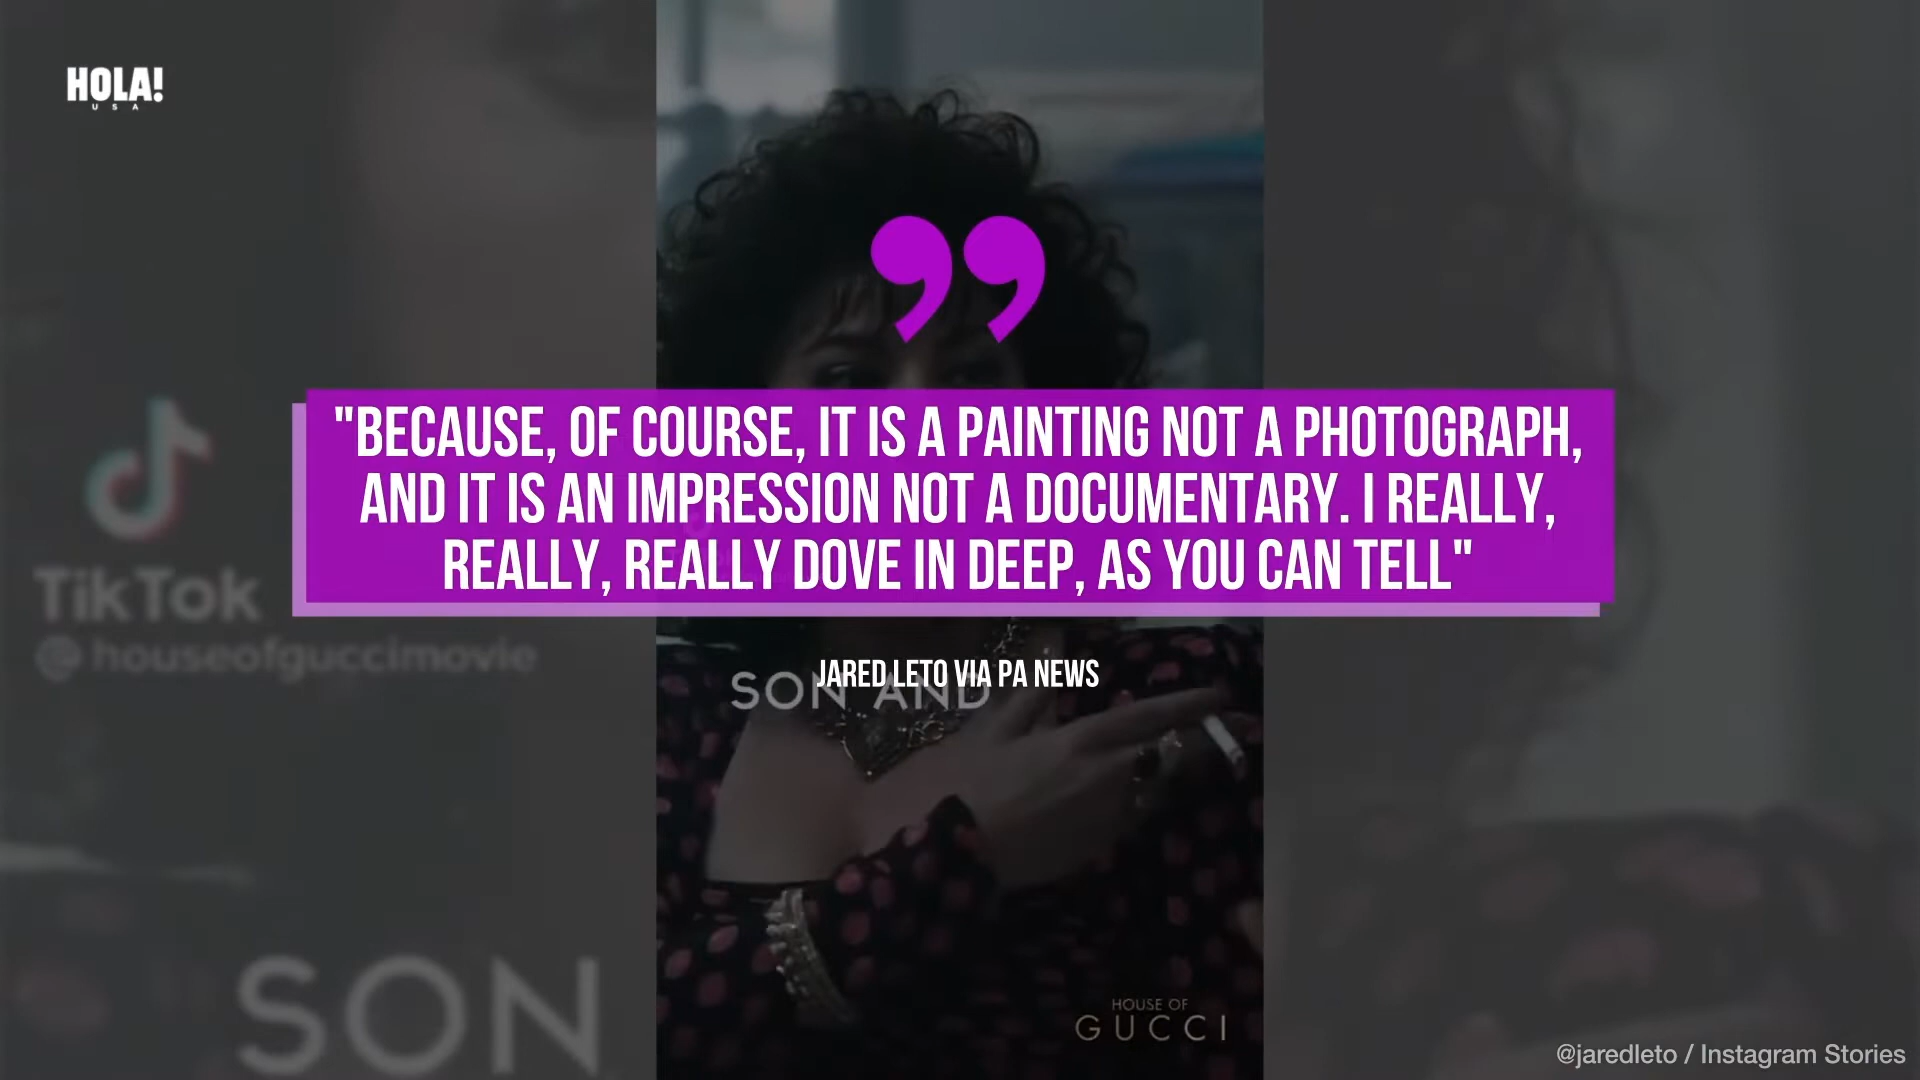 HOLA!
USA
"BECAUSE, OF COURSE, IT IS A PAINTING NOT A PHOTOGRAPH,
AND IT IS AN IMPRESSION NOT A DOCUMENTARY. I REALLY,
REALLY, REALLY DOVE IN DEEP, AS YOU CAN TELL"
TikTok
@houseofguccimovie
JARED LETO VIA PA NEWS
SON AND
SON
HOUSE OF
GUCCI
@jaredleto / Instagram Stories